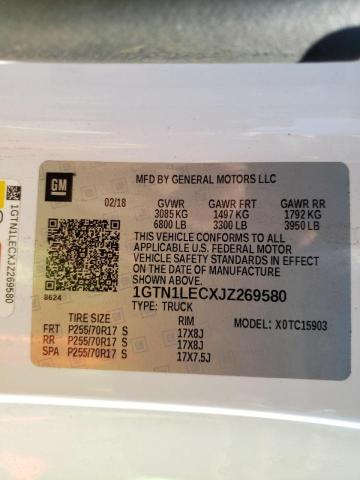 GM
MFD BY GENERAL MOTORS LLC
02/18 GVWR GAWR FRT GAWR RR
3085 KG 1497 KG 1792 KG
6800 LB 3300 LB 3950 LB
THIS VEHICLE CONFORMS TO ALL
APPLICABLE U.S. FEDERAL MOTOR
VEHICLE SAFETY STANDARDS IN
EFFECT ON THE DATE OF
MANUFACTURE SHOWN ABOVE.
8624
1GTN1LECXJZ269580
TYPE: TRUCK
TIRE SIZE RIM MODEL: X0TC15903
FRT P255/70R17 S 17X8J
RR P255/70R17 S 17X8J
SPA P255/70R17 S 17X7.5J
1GTN1LECXJZ269580